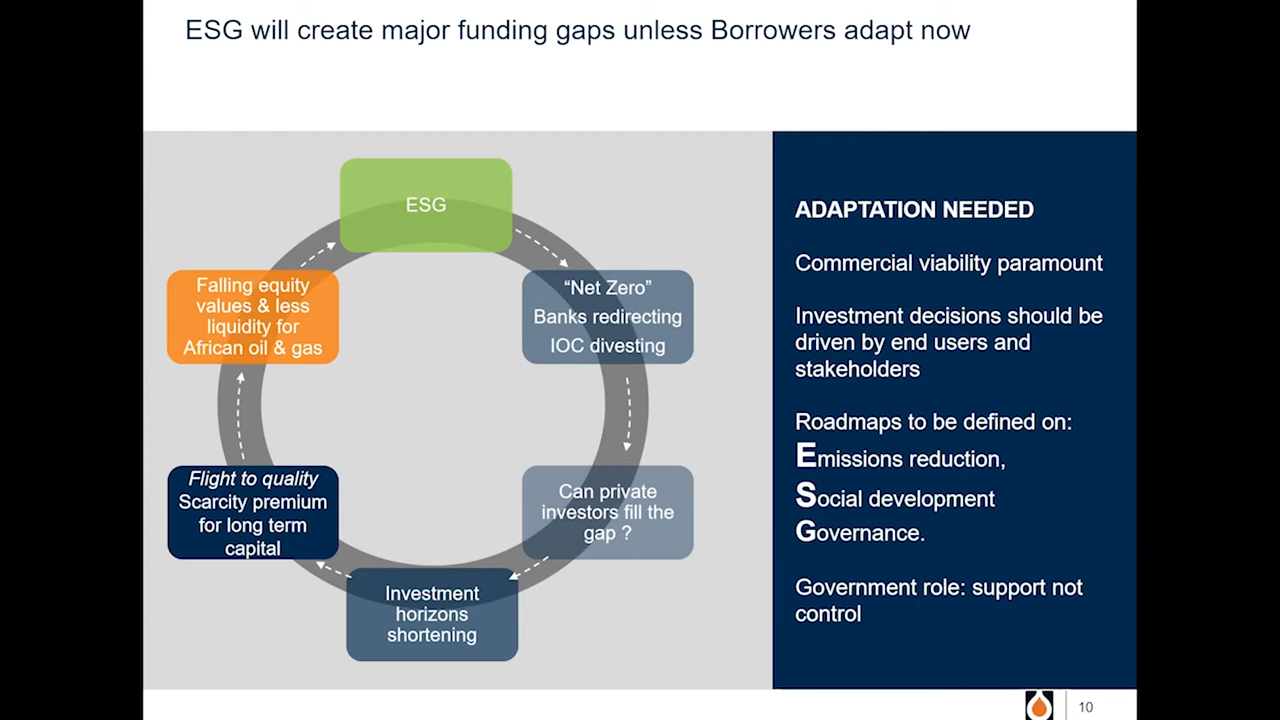 ESG will create major funding gaps unless Borrowers adapt now
ESG
“Net Zero”
Banks redirecting
IOC divesting
Can private
investors fill the
gap ?
Investment
horizons
shortening
Flight to quality
Scarcity premium
for long term
capital
Falling equity
values & less
liquidity for
African oil & gas
ADAPTATION NEEDED
Commercial viability paramount
Investment decisions should be
driven by end users and
stakeholders
Roadmaps to be defined on:
Emissions reduction,
Social development
Governance.
Government role: support not
control
10